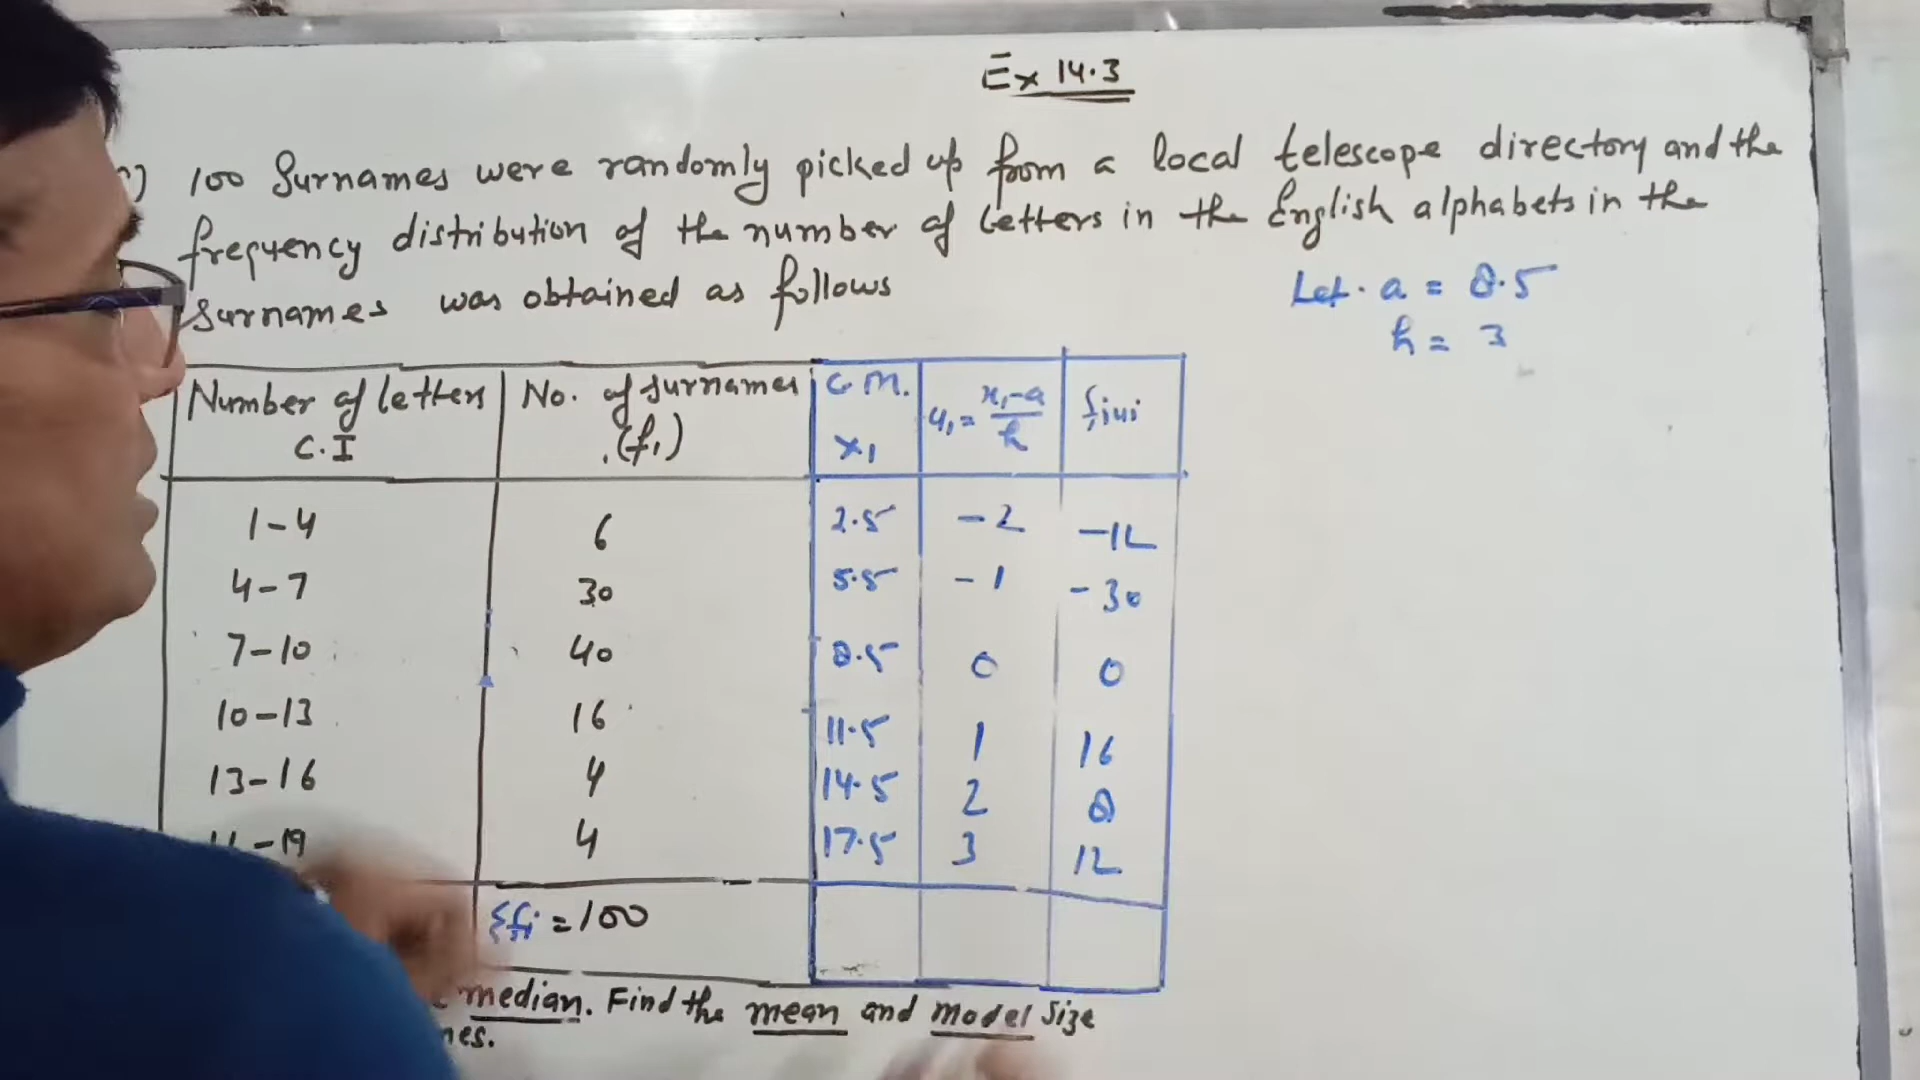 Ex 14.3
100 Surnames were randomly picked up from a local telescope directory and the
frequency distribution of the number of letters in the English alphabets in the
surnames was obtained as follows
Let. a = 8.5
h = 3
Number of letters C.I | No. of surnames (f₁) | C.M. x₁ | u₁ = x₁-a/h | fiui
1-4 6 2.5 -2 -12
4-7 30 5.5 -1 -30
7-10 40 8.5 0 0
10-13 16 11.5 1 16
13-16 4 14.5 2 8
-19 4 17.5 3 12
Σfi = 100
median. Find the mean and model size